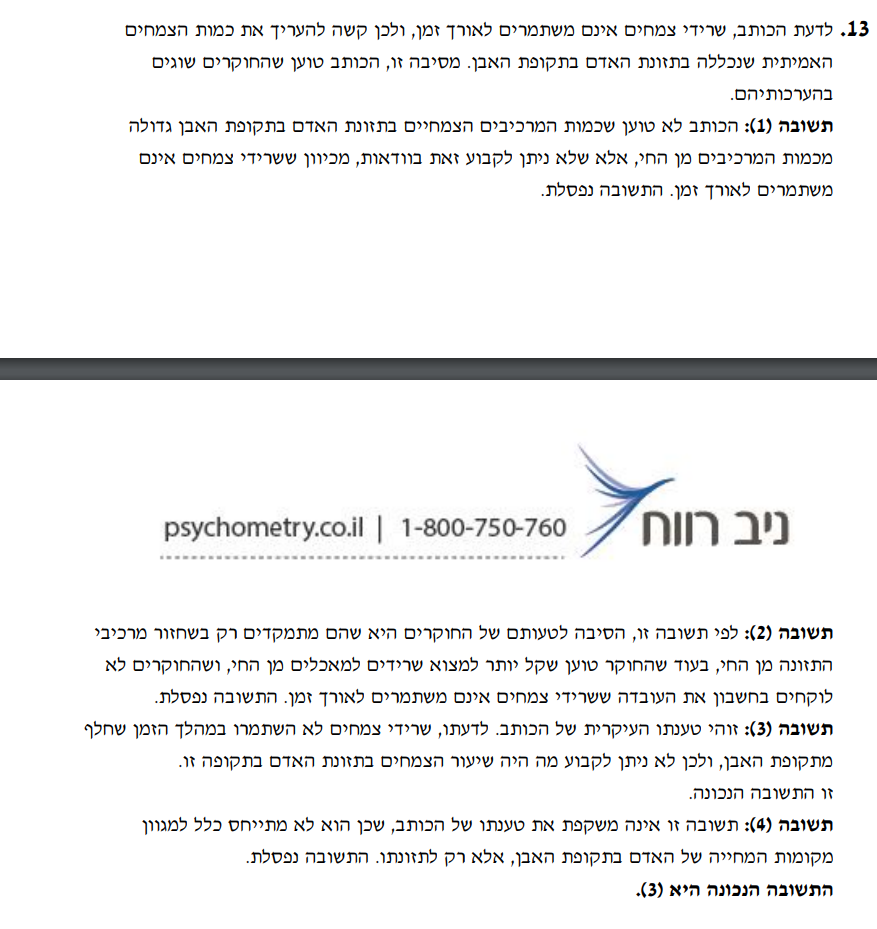 13. לדעת הכותב, שרידי צמחים אינם משתמרים לאורך זמן, ולכן קשה להעריך את כמות הצמחים
האמיתית שנכללה בתזונת האדם בתקופת האבן. מסיבה זו, הכותב טוען שהחוקרים שוגים
בהערכותיהם.
תשובה (1): הכותב לא טוען שכמות המרכיבים הצמחיים בתזונת האדם בתקופת האבן גדולה
מכמות המרכיבים מן החי, אלא שלא ניתן לקבוע זאת בוודאות, מכיוון ששרידי צמחים אינם
משתמרים לאורך זמן. התשובה נפסלת.
ניב רווח
psychometry.co.il | 1-800-750-760
תשובה (2): לפי תשובה זו, הסיבה לטעותם של החוקרים היא שהם מתמקדים רק בשחזור מרכיבי
התזונה מן החי, בעוד שהחוקר טוען שקל יותר למצוא שרידים למאכלים מן החי, ושהחוקרים לא
לוקחים בחשבון את העובדה ששרידי צמחים אינם משתמרים לאורך זמן. התשובה נפסלת.
תשובה (3): זוהי טענתו העיקרית של הכותב. לדעתו, שרידי צמחים לא השתמרו במהלך הזמן שחלף
מתקופת האבן, ולכן לא ניתן לקבוע מה היה שיעור הצמחים בתזונת האדם בתקופה זו.
זו התשובה הנכונה.
תשובה (4): תשובה זו אינה משקפת את טענתו של הכותב, שכן הוא לא מתייחס כלל למגוון
מקומות המחייה של האדם בתקופת האבן, אלא רק לתזונתו. התשובה נפסלת.
התשובה הנכונה היא (3).